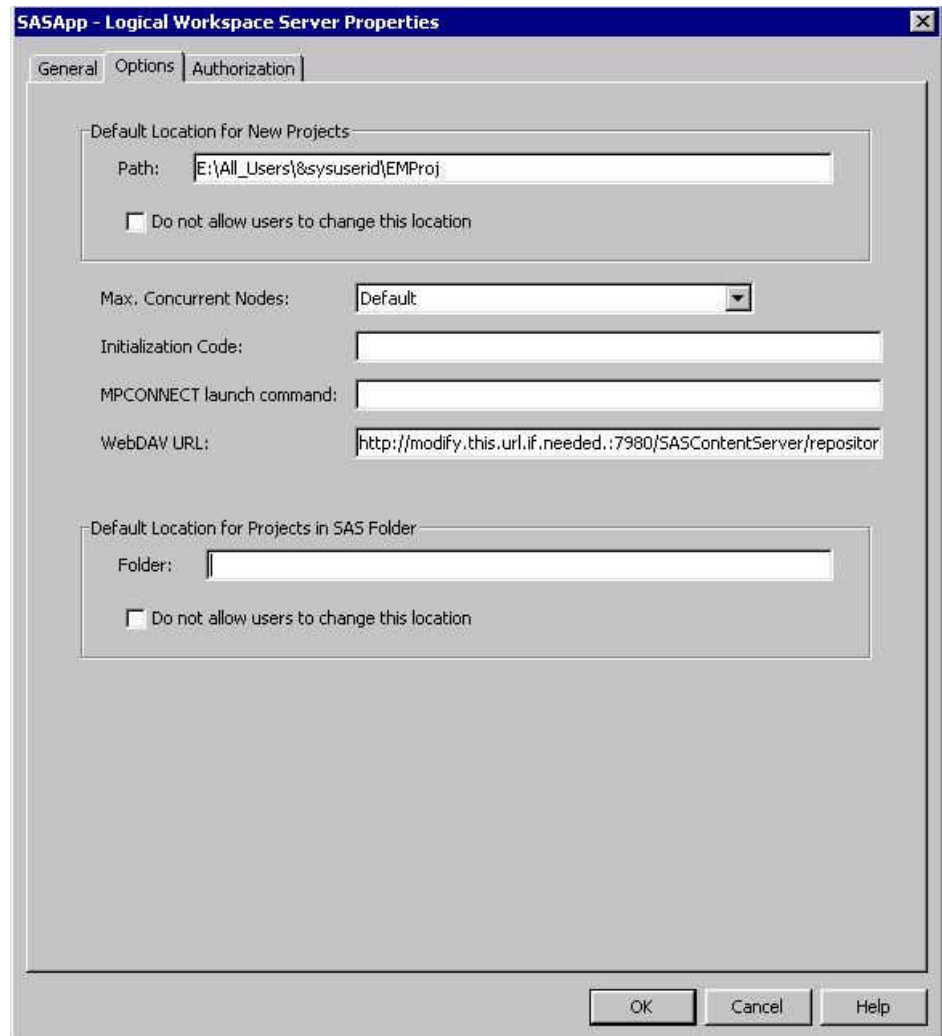 SASApp - Logical Workspace Server Properties
General Options Authorization
Default Location for New Projects
Path: E:\All_Users\&sysuserid\EMProj
Do not allow users to change this location
Max. Concurrent Nodes: Default
Initialization Code:
MPCONNECT launch command:
WebDAV URL: http://modify.this.url.if.needed.:7980/SASContentServer/repositor
Default Location for Projects in SAS Folder
Folder:
Do not allow users to change this location
OK Cancel Help